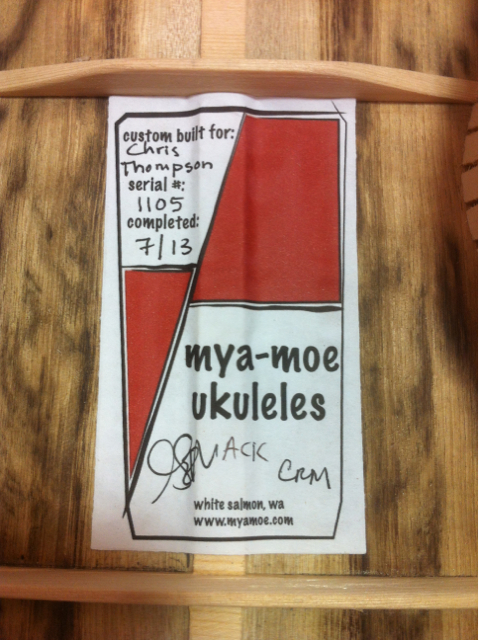 custom built for:
Chris
Thompson
serial #:
1105
completed:
7/13
mya-moe
ukuleles
CRM
white salmon, wa
www.myamoe.com